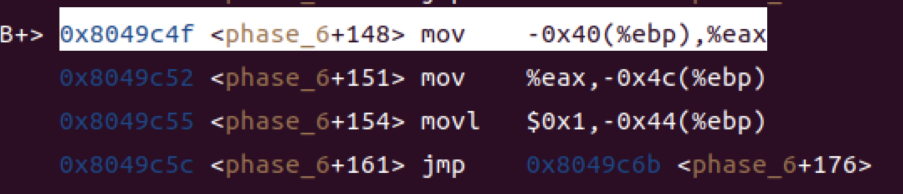 B+> 0x8049c4f <phase_6+148> mov -0x40(%ebp),%eax
0x8049c52 <phase_6+151> mov %eax,-0x4c(%ebp)
0x8049c55 <phase_6+154> movl $0x1,-0x44(%ebp)
0x8049c5c <phase_6+161> jmp 0x8049c6b <phase_6+176>